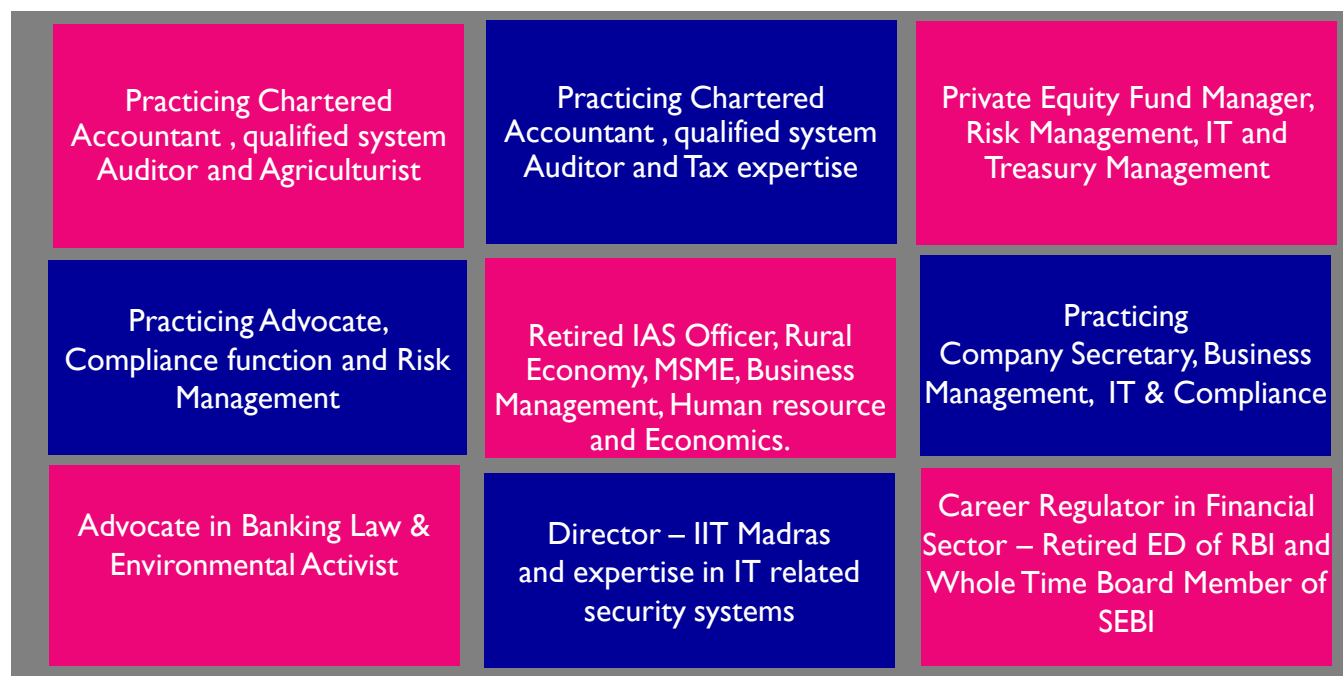 Practicing Chartered
Accountant , qualified system
Auditor and Agriculturist
Practicing Chartered
Accountant , qualified system
Auditor and Tax expertise
Private Equity Fund Manager,
Risk Management, IT and
Treasury Management
Practicing Advocate,
Compliance function and Risk
Management
Retired IAS Officer, Rural
Economy, MSME, Business
Management, Human resource
and Economics.
Practicing
Company Secretary, Business
Management, IT & Compliance
Advocate in Banking Law &
Environmental Activist
Director – IIT Madras
and expertise in IT related
security systems
Career Regulator in Financial
Sector – Retired ED of RBI and
Whole Time Board Member of
SEBI